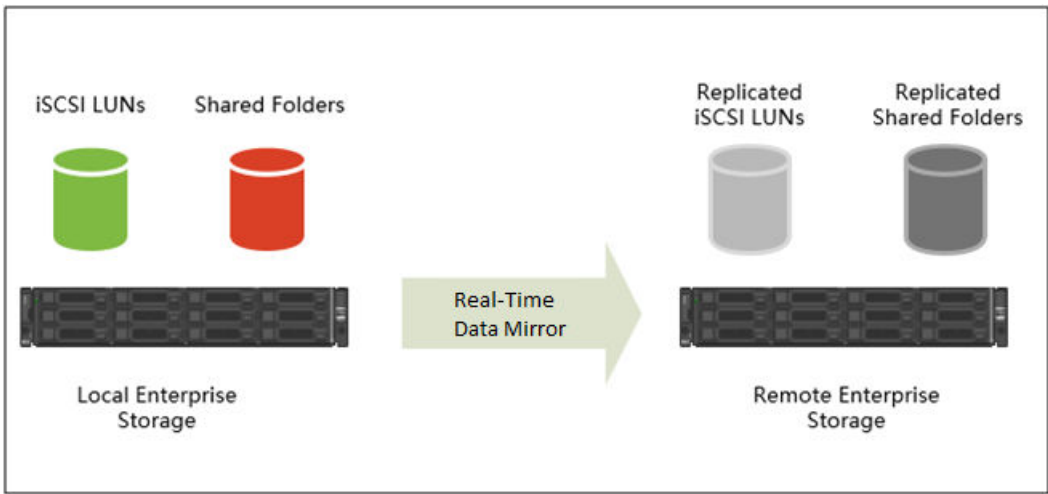 iSCSI LUNs
Shared Folders
Replicated
iSCSI LUNs
Replicated
Shared Folders
Real-Time
Data Mirror
Local Enterprise
Storage
Remote Enterprise
Storage